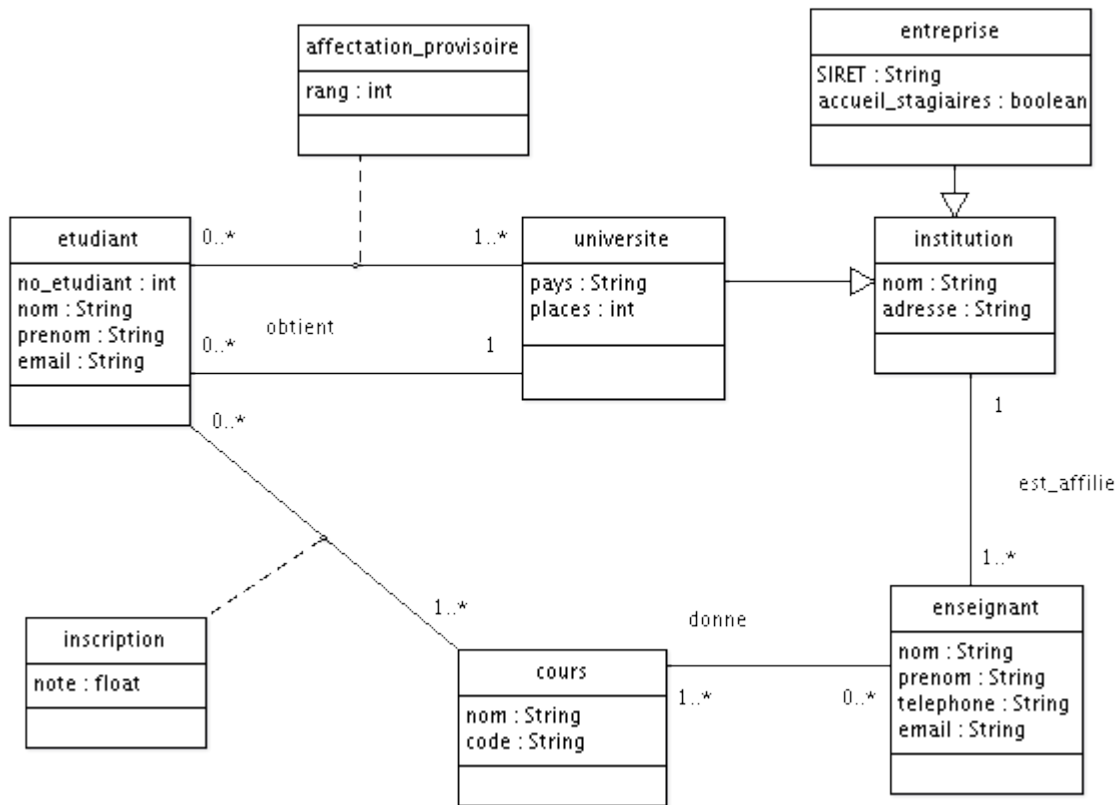 affectation_provisoire
rang : int
entreprise
SIRET : String
accueil_stagiaires : boolean
etudiant
no_etudiant : int
nom : String
prenom : String
email : String
0..*
1..*
universite
pays : String
places : int
institution
nom : String
adresse : String
obtient
0..*
1
0..*
1
est_affilie
1..*
inscription
note : float
1..*
cours
nom : String
code : String
donne
1..*
0..*
enseignant
nom : String
prenom : String
telephone : String
email : String